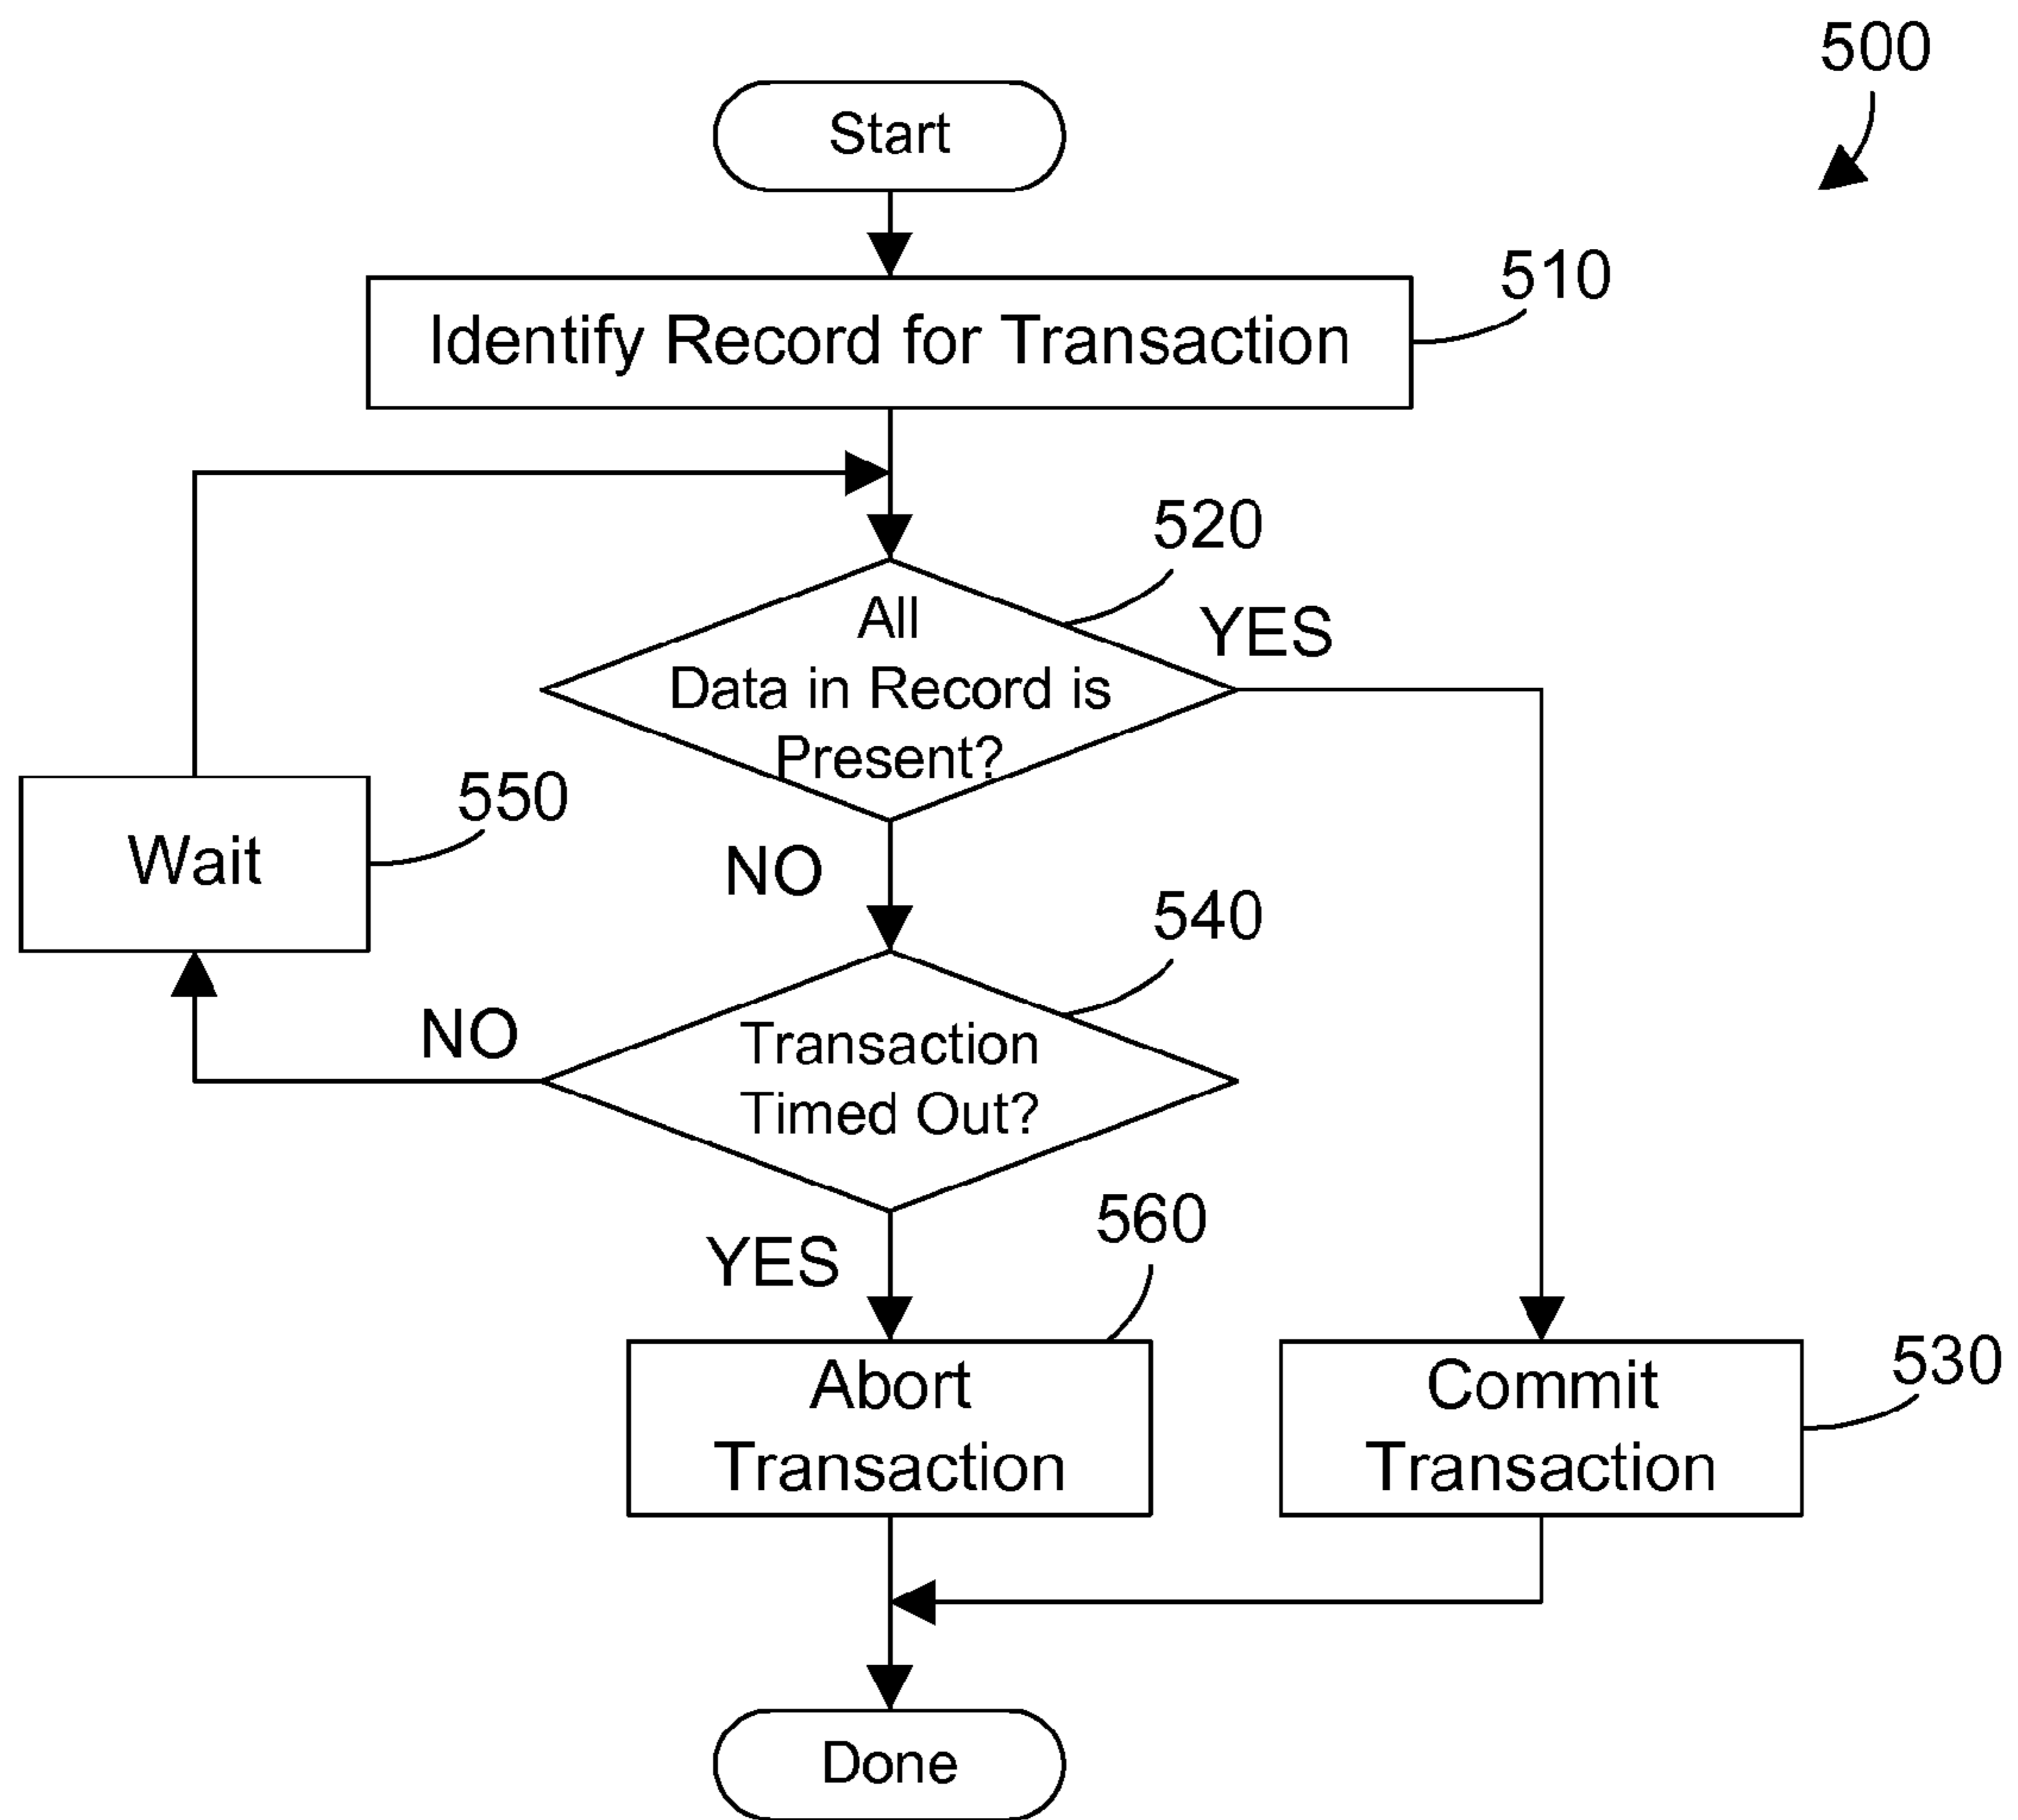 500
Start
510
Identify Record for Transaction
520
All
Data in Record is
Present?
YES
550
Wait
NO
540
Transaction
Timed Out?
NO
560
YES
Abort
Transaction
530
Commit
Transaction
Done